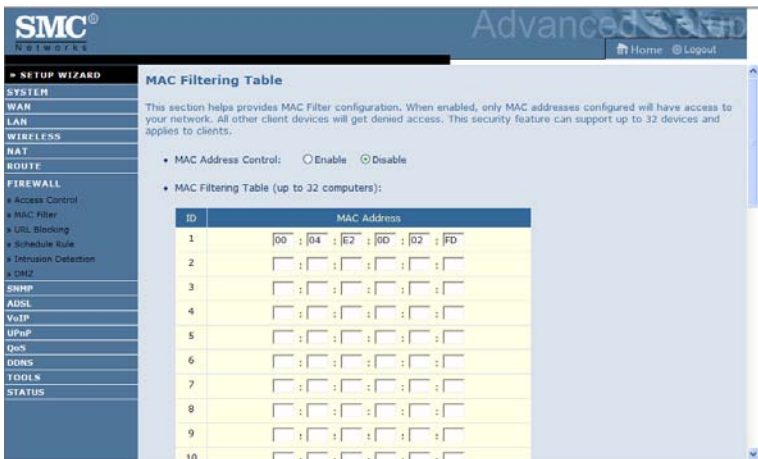 SMC®
Networks
Advanced Setup
Home Logout
» SETUP WIZARD
SYSTEM
WAN
LAN
WIRELESS
NAT
ROUTE
FIREWALL
» Access Control
» MAC Filter
» URL Blocking
» Schedule Rule
» Intrusion Detection
» DMZ
SNMP
ADSL
VoIP
UPnP
QoS
DDNS
TOOLS
STATUS
MAC Filtering Table
This section helps provides MAC Filter configuration. When enabled, only MAC addresses configured will have access to
your network. All other client devices will get denied access. This security feature can support up to 32 devices and
applies to clients.
• MAC Address Control: Enable Disable
• MAC Filtering Table (up to 32 computers):
ID MAC Address
1 00 : 04 : E2 : 0D : 02 : FD
2 : : : : :
3 : : : : :
4 : : : : :
5 : : : : :
6 : : : : :
7 : : : : :
8 : : : : :
9 : : : : :
10 : : : : :